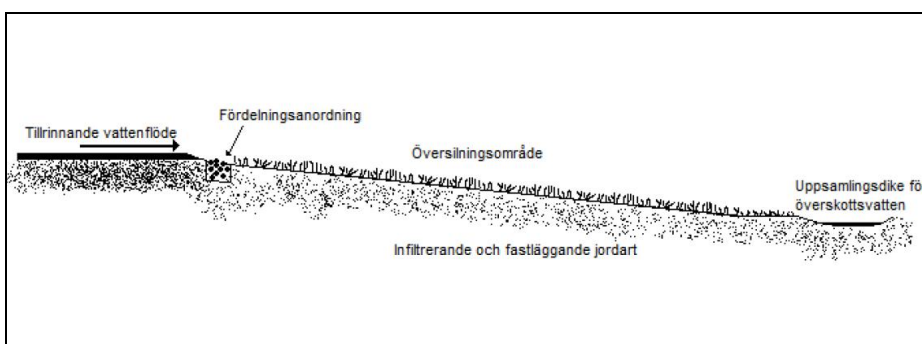 Fördelningsanordning
Tillrinnande vattenflöde
Översilningsområde
Uppsamlingsdike fö
överskottsvatten
Infiltrerande och fastläggande jordart